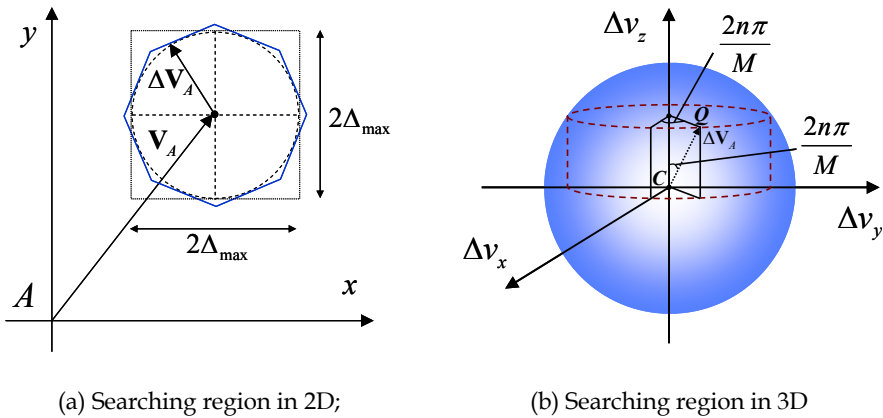 y
ΔV_A
V_A
2Δ_max
2Δ_max
A
x
(a) Searching region in 2D;
Δv_z
2nπ
M
Q
ΔV_A
2nπ
M
C
Δv_y
Δv_x
(b) Searching region in 3D